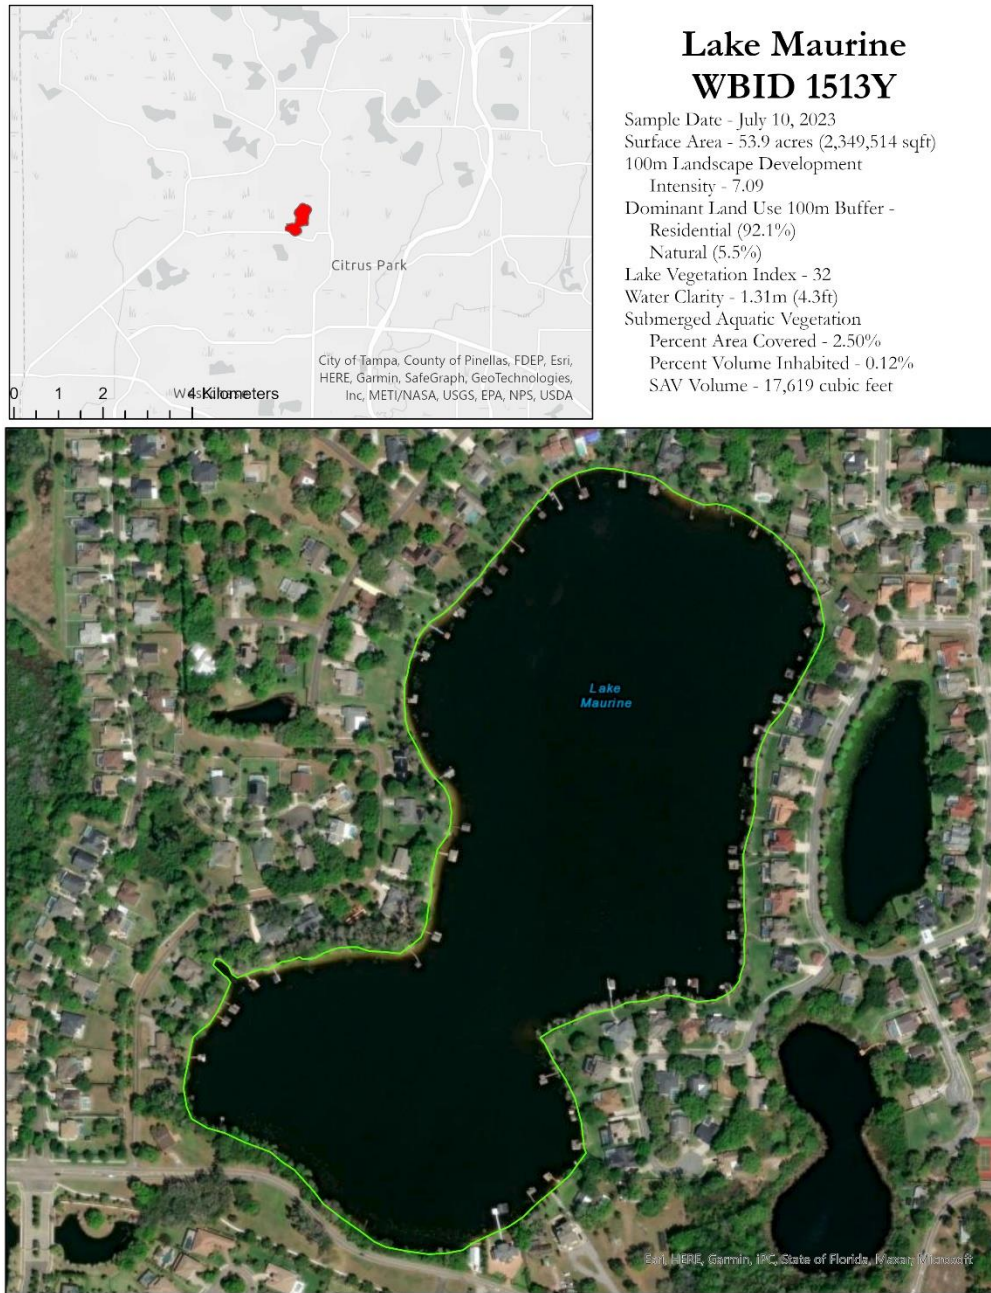 Lake Maurine
WBID 1513Y
Sample Date - July 10, 2023
Surface Area - 53.9 acres (2,349,514 sqft)
100m Landscape Development
Intensity - 7.09
Dominant Land Use 100m Buffer -
Residential (92.1%)
Natural (5.5%)
Lake Vegetation Index - 32
Water Clarity - 1.31m (4.3ft)
Submerged Aquatic Vegetation
Percent Area Covered - 2.50%
Percent Volume Inhabited - 0.12%
SAV Volume - 17,619 cubic feet
Citrus Park
City of Tampa, County of Pinellas, FDEP, Esri,
HERE, Garmin, SafeGraph, GeoTechnologies,
Inc, METI/NASA, USGS, EPA, NPS, USDA
0 1 2 4 Kilometers
Lake
Maurine
Esri, HERE, Garmin, iPC, State of Florida, Maxar, Microsoft